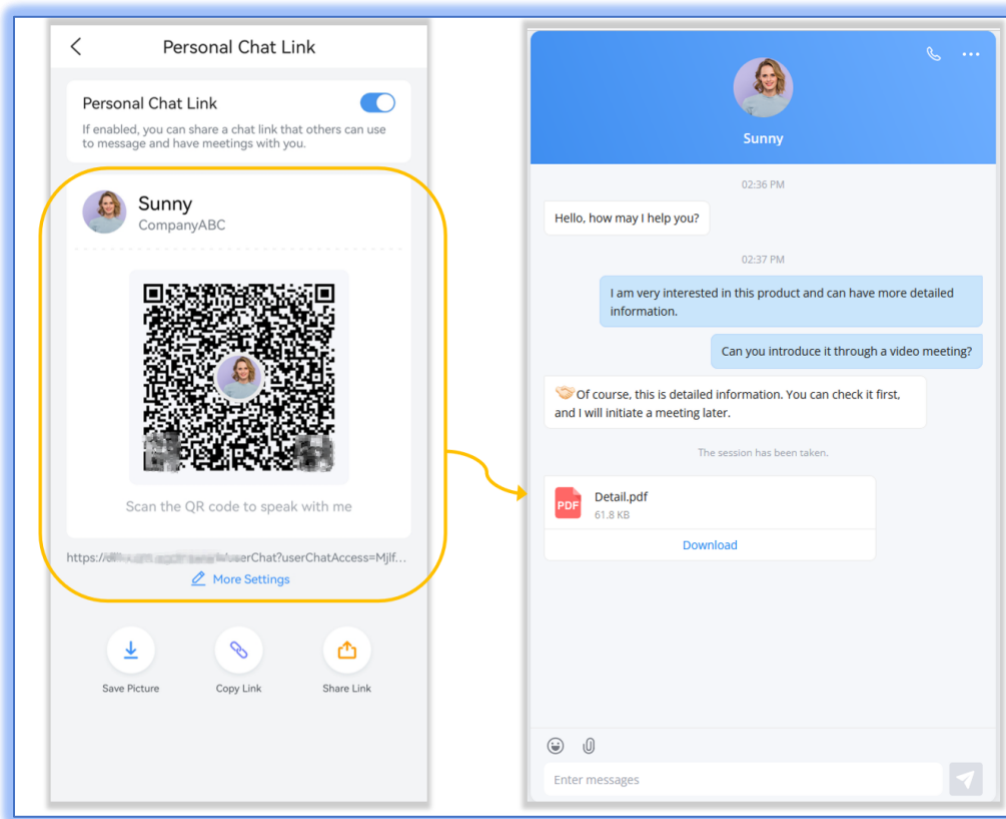 Personal Chat Link
Personal Chat Link
If enabled, you can share a chat link that others can use
to message and have meetings with you.
Sunny
CompanyABC
Scan the QR code to speak with me
https://
erChat?userChatAccess=Mjlf...
More Settings
Save Picture
Copy Link
Share Link
Sunny
02:36 PM
Hello, how may I help you?
02:37 PM
I am very interested in this product and can have more detailed
information.
Can you introduce it through a video meeting?
Of course, this is detailed information. You can check it first,
and I will initiate a meeting later.
The session has been taken.
PDF
Detail.pdf
61.8 KB
Download
Enter messages